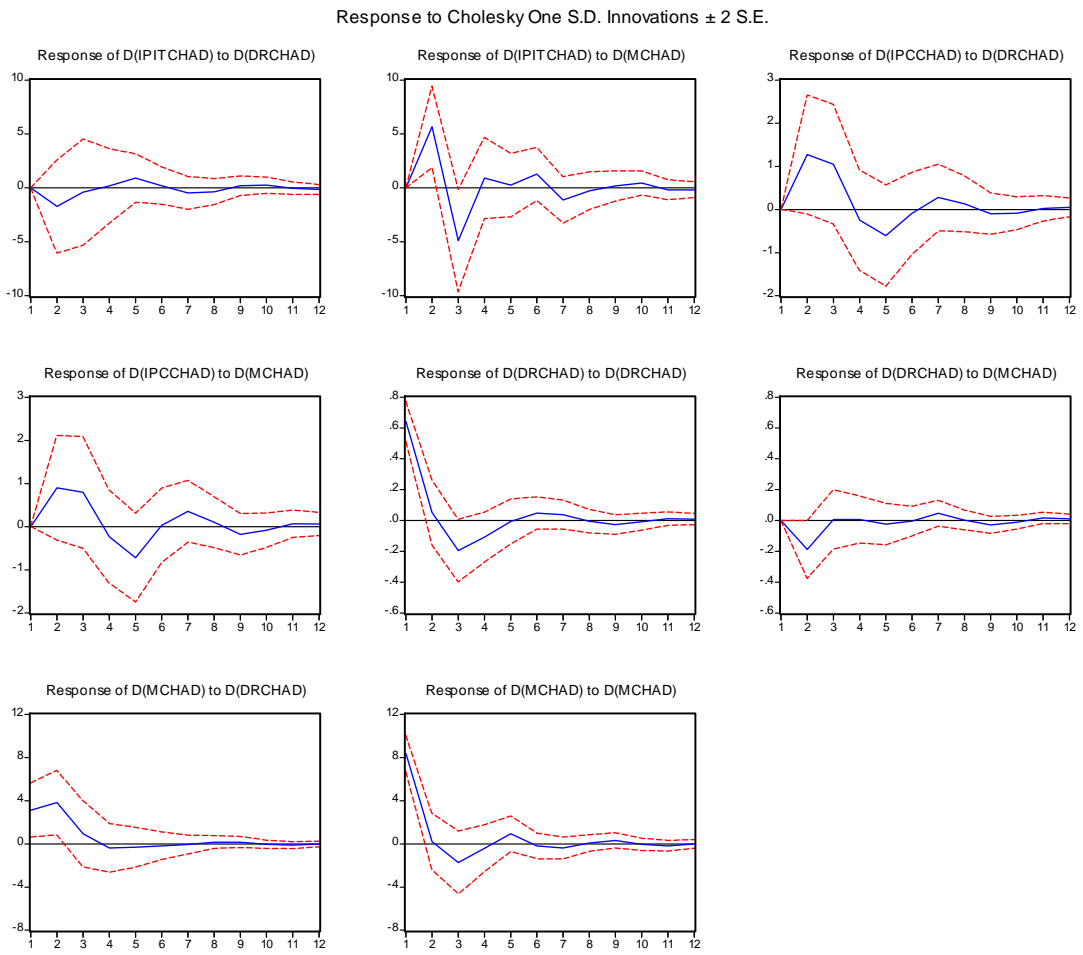 Response to Cholesky One S.D. Innovations ± 2 S.E.
Response of D(IPITCHAD) to D(DRCHAD)
10
5
0
-5
-10
1 2 3 4 5 6 7 8 9 10 11 12
Response of D(IPITCHAD) to D(MCHAD)
10
5
0
-5
-10
1 2 3 4 5 6 7 8 9 10 11 12
Response of D(IPCCHAD) to D(DRCHAD)
3
2
1
0
-1
-2
1 2 3 4 5 6 7 8 9 10 11 12
Response of D(IPCCHAD) to D(MCHAD)
3
2
1
0
-1
-2
1 2 3 4 5 6 7 8 9 10 11 12
Response of D(DRCHAD) to D(DRCHAD)
.8
.6
.4
.2
.0
-.2
-.4
-.6
1 2 3 4 5 6 7 8 9 10 11 12
Response of D(DRCHAD) to D(MCHAD)
.8
.6
.4
.2
.0
-.2
-.4
-.6
1 2 3 4 5 6 7 8 9 10 11 12
Response of D(MCHAD) to D(DRCHAD)
12
8
4
0
-4
-8
1 2 3 4 5 6 7 8 9 10 11 12
Response of D(MCHAD) to D(MCHAD)
12
8
4
0
-4
-8
1 2 3 4 5 6 7 8 9 10 11 12